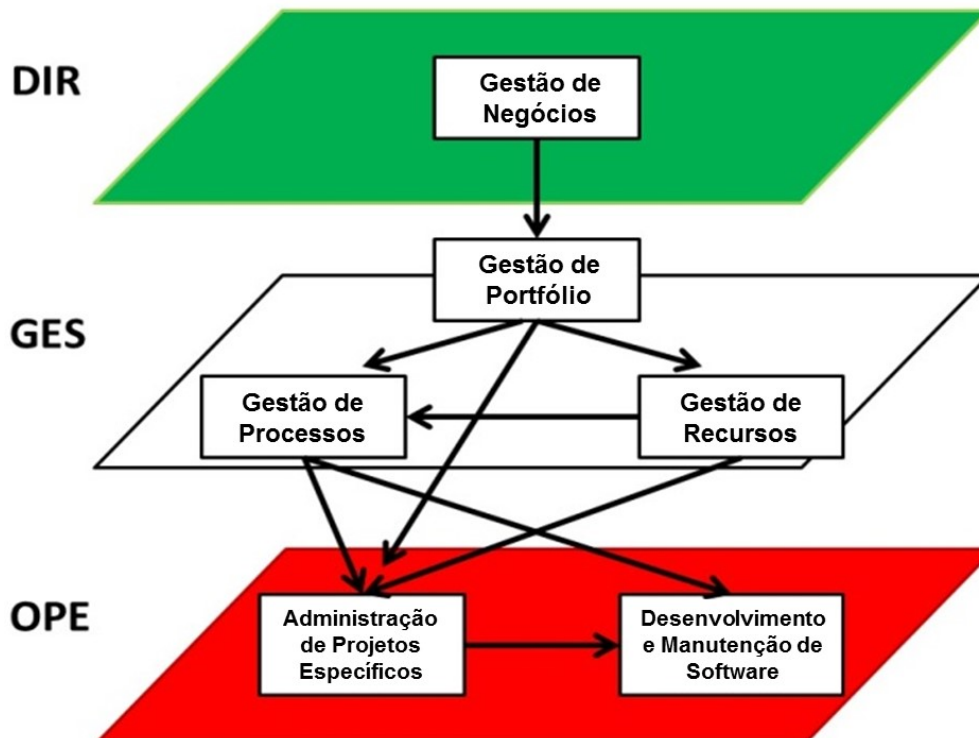 DIR
Gestão de
Negócios
Gestão de
Portfólio
GES
Gestão de
Processos
Gestão de
Recursos
OPE
Administração
de Projetos
Específicos
Desenvolvimento
e Manutenção de
Software